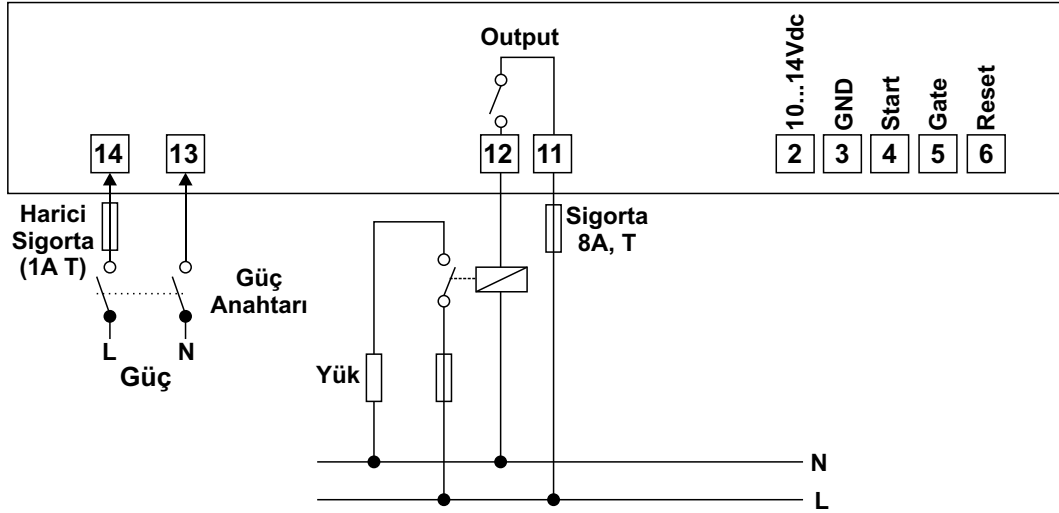 Output
10...14Vdc
GND
Start
Gate
Reset
14
13
12
11
2
3
4
5
6
Harici
Sigorta
(1A T)
Güç
Anahtarı
Sigorta
8A, T
L
N
Güç
Yük
N
L